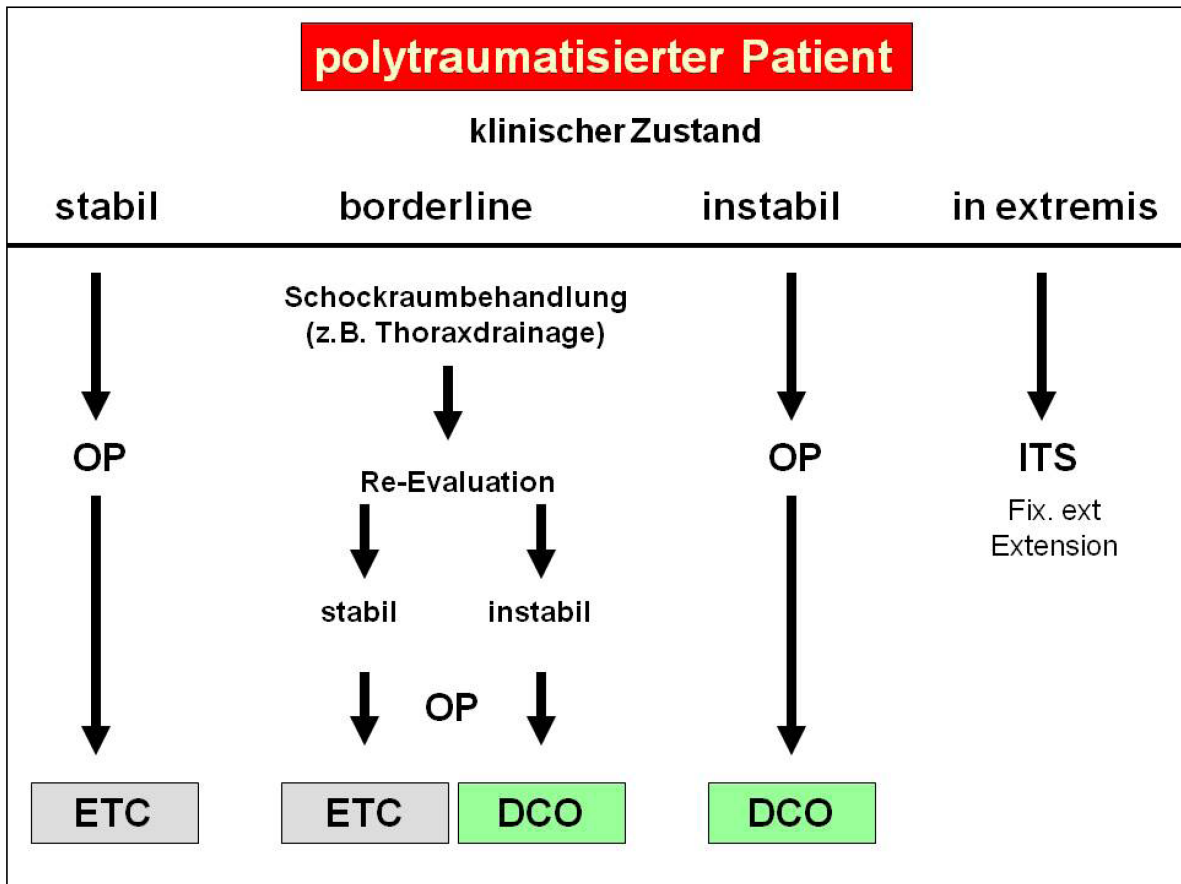 polytraumatisierter Patient
klinischer Zustand
stabil
borderline
instabil
in extremis
Schockraumbehandlung
(z.B. Thoraxdrainage)
OP
Re-Evaluation
OP
ITS
Fix. ext
Extension
stabil
instabil
OP
ETC
ETC
DCO
DCO